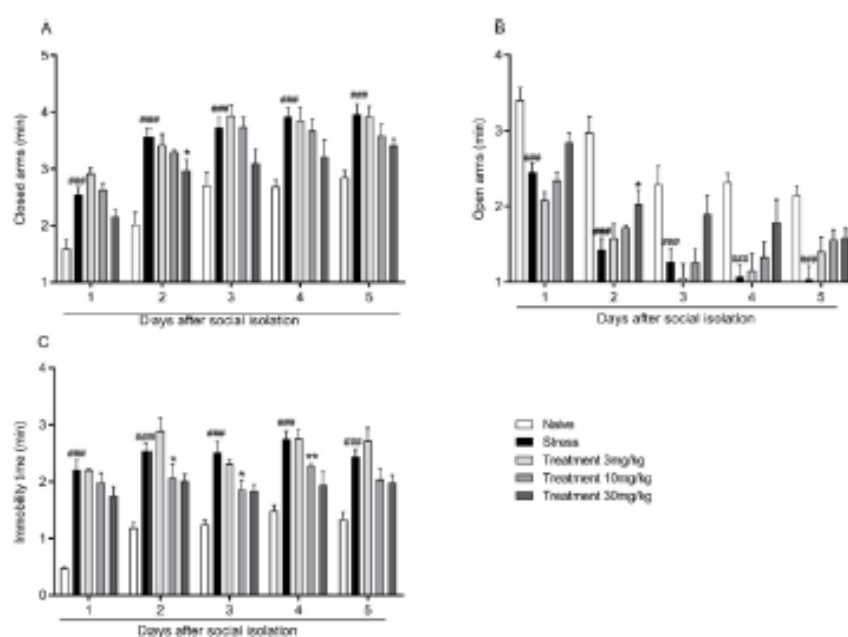 A
Closed arms (min)
5
4
3
2
1
### ### ### ### ###
*
1 2 3 4 5
Days after social isolation
B
Open arms (min)
4
3
2
1
### ### ### ### ###
*
1 2 3 4 5
Days after social isolation
C
Immobility time (min)
4
3
2
1
0
### ### ### ### ###
* * **
1 2 3 4 5
Days after social isolation
Naive
Stress
Treatment 3mg/kg
Treatment 10mg/kg
Treatment 30mg/kg